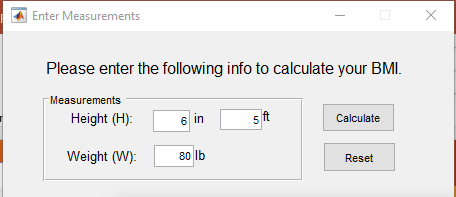 Enter Measurements
Please enter the following info to calculate your BMI.
Measurements
Height (H): 6 in 5 ft
Calculate
Weight (W): 80 lb
Reset